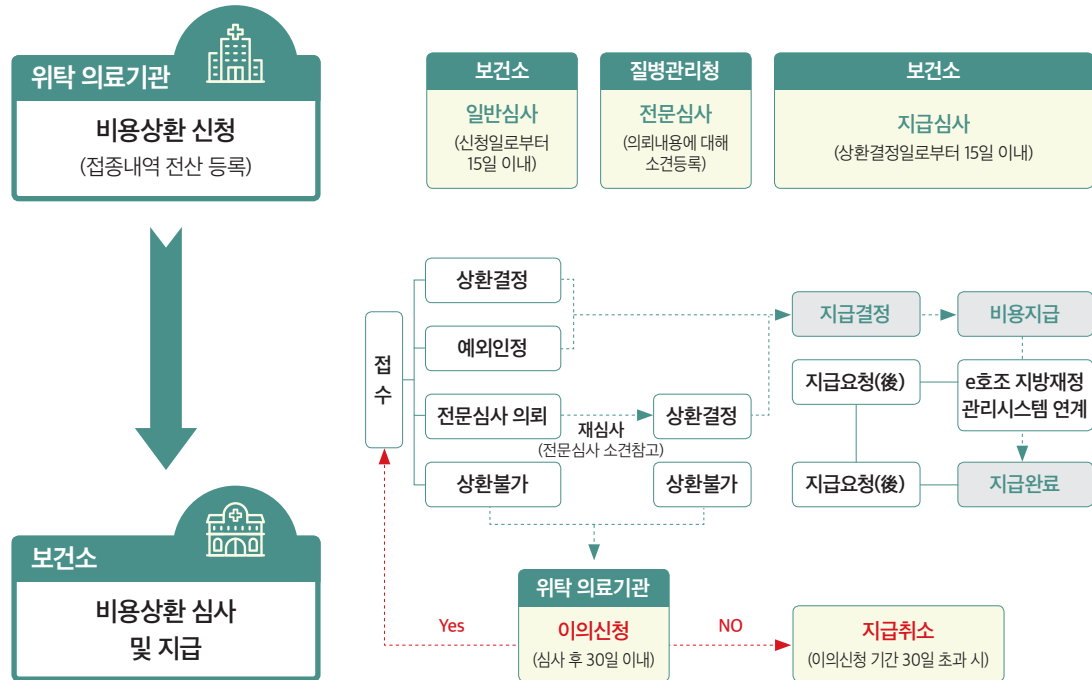 위탁 의료기관
비용상환 신청
(접종내역 전산 등록)
보건소
일반심사
(신청일로부터
15일 이내)
질병관리청
전문심사
(의뢰내용에 대해
소견등록)
보건소
지급심사
(상환결정일로부터 15일 이내)
접
수
상환결정
예외인정
전문심사 의뢰
상환불가
재심사
(전문심사 소견참고)
상환결정
상환불가
지급결정
비용지급
지급요청(後)
e호조 지방재정
관리시스템 연계
지급요청(後)
지급완료
보건소
비용상환 심사
및 지급
위탁 의료기관
이의신청
(심사 후 30일 이내)
Yes
NO
지급취소
(이의신청 기간 30일 초과 시)